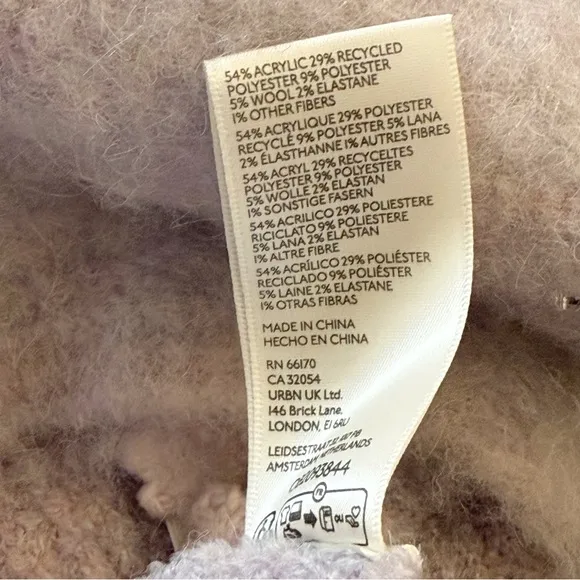 54% ACRYLIC 29% RECYCLED
POLYESTER 9% POLYESTER
5% WOOL 2% ELASTANE
1% OTHER FIBERS
54% ACRYLIQUE 29% POLYESTER
RECYCLÉ 9% POLYESTER 5% LANA
2% ÉLASTHANNE 1% AUTRES FIBRES
54% ACRYL 29% RECYCELTES
POLYESTER 9% POLYESTER
5% WOLLE 2% ELASTAN
1% SONSTIGE FASERN
54% ACRILICO 29% POLIESTERE
RICICLATO 9% POLIESTERE
5% LANA 2% ELASTAN
1% ALTRE FIBRE
54% ACRÍLICO 29% POLIÉSTER
RECICLADO 9% POLIÉSTER
5% LAINE 2% ELASTANE
1% OTRAS FIBRAS
MADE IN CHINA
HECHO EN CHINA
RN 66170
CA 32054
URBN UK Ltd.
146 Brick Lane,
LONDON, E1 6RU
LEIDSESTRAAT
AMSTERDAM, NETHERLANDS